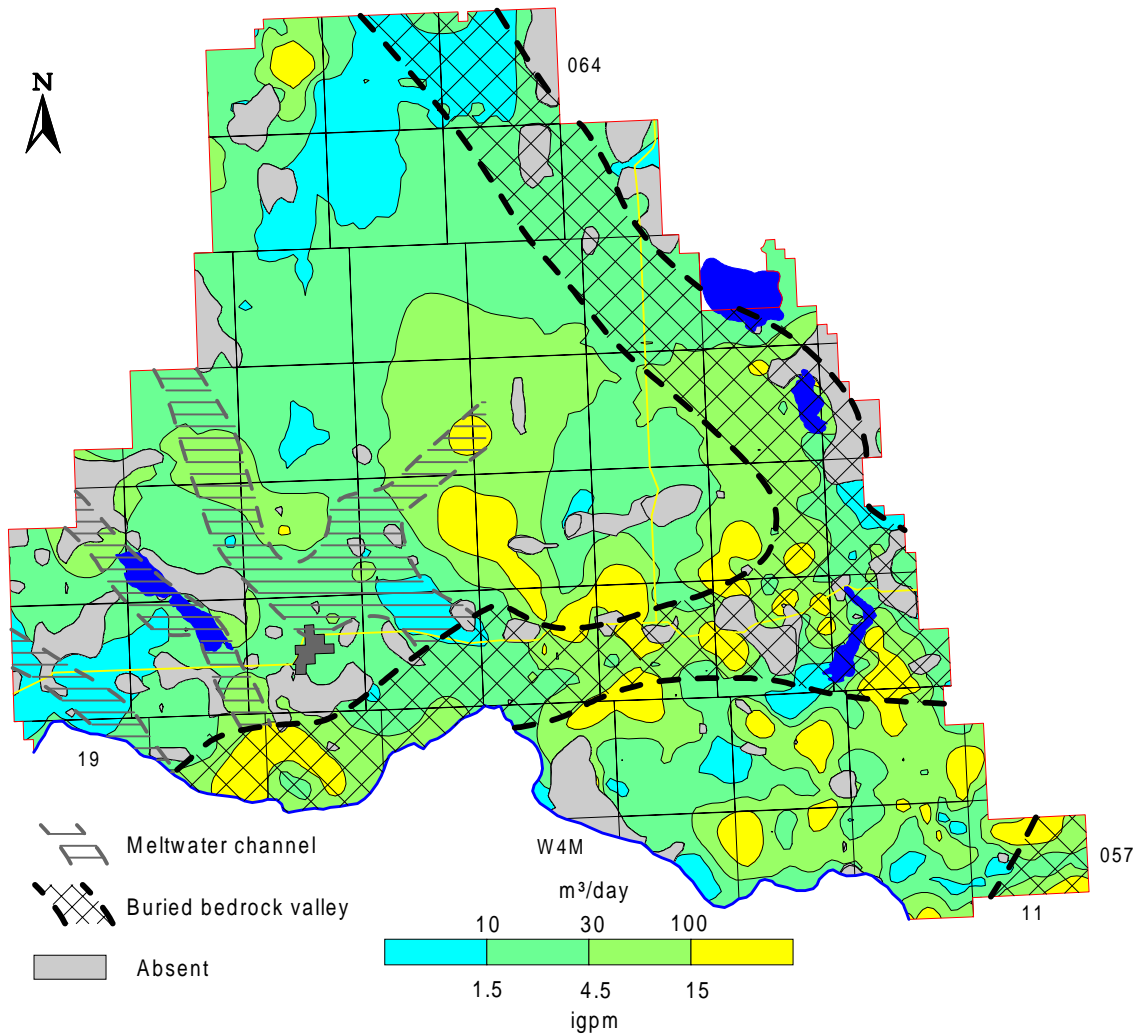 064
N
19
Meltwater channel
W4M
057
m³/day
Buried bedrock valley
11
10 30 100
Absent
1.5 4.5 15
igpm